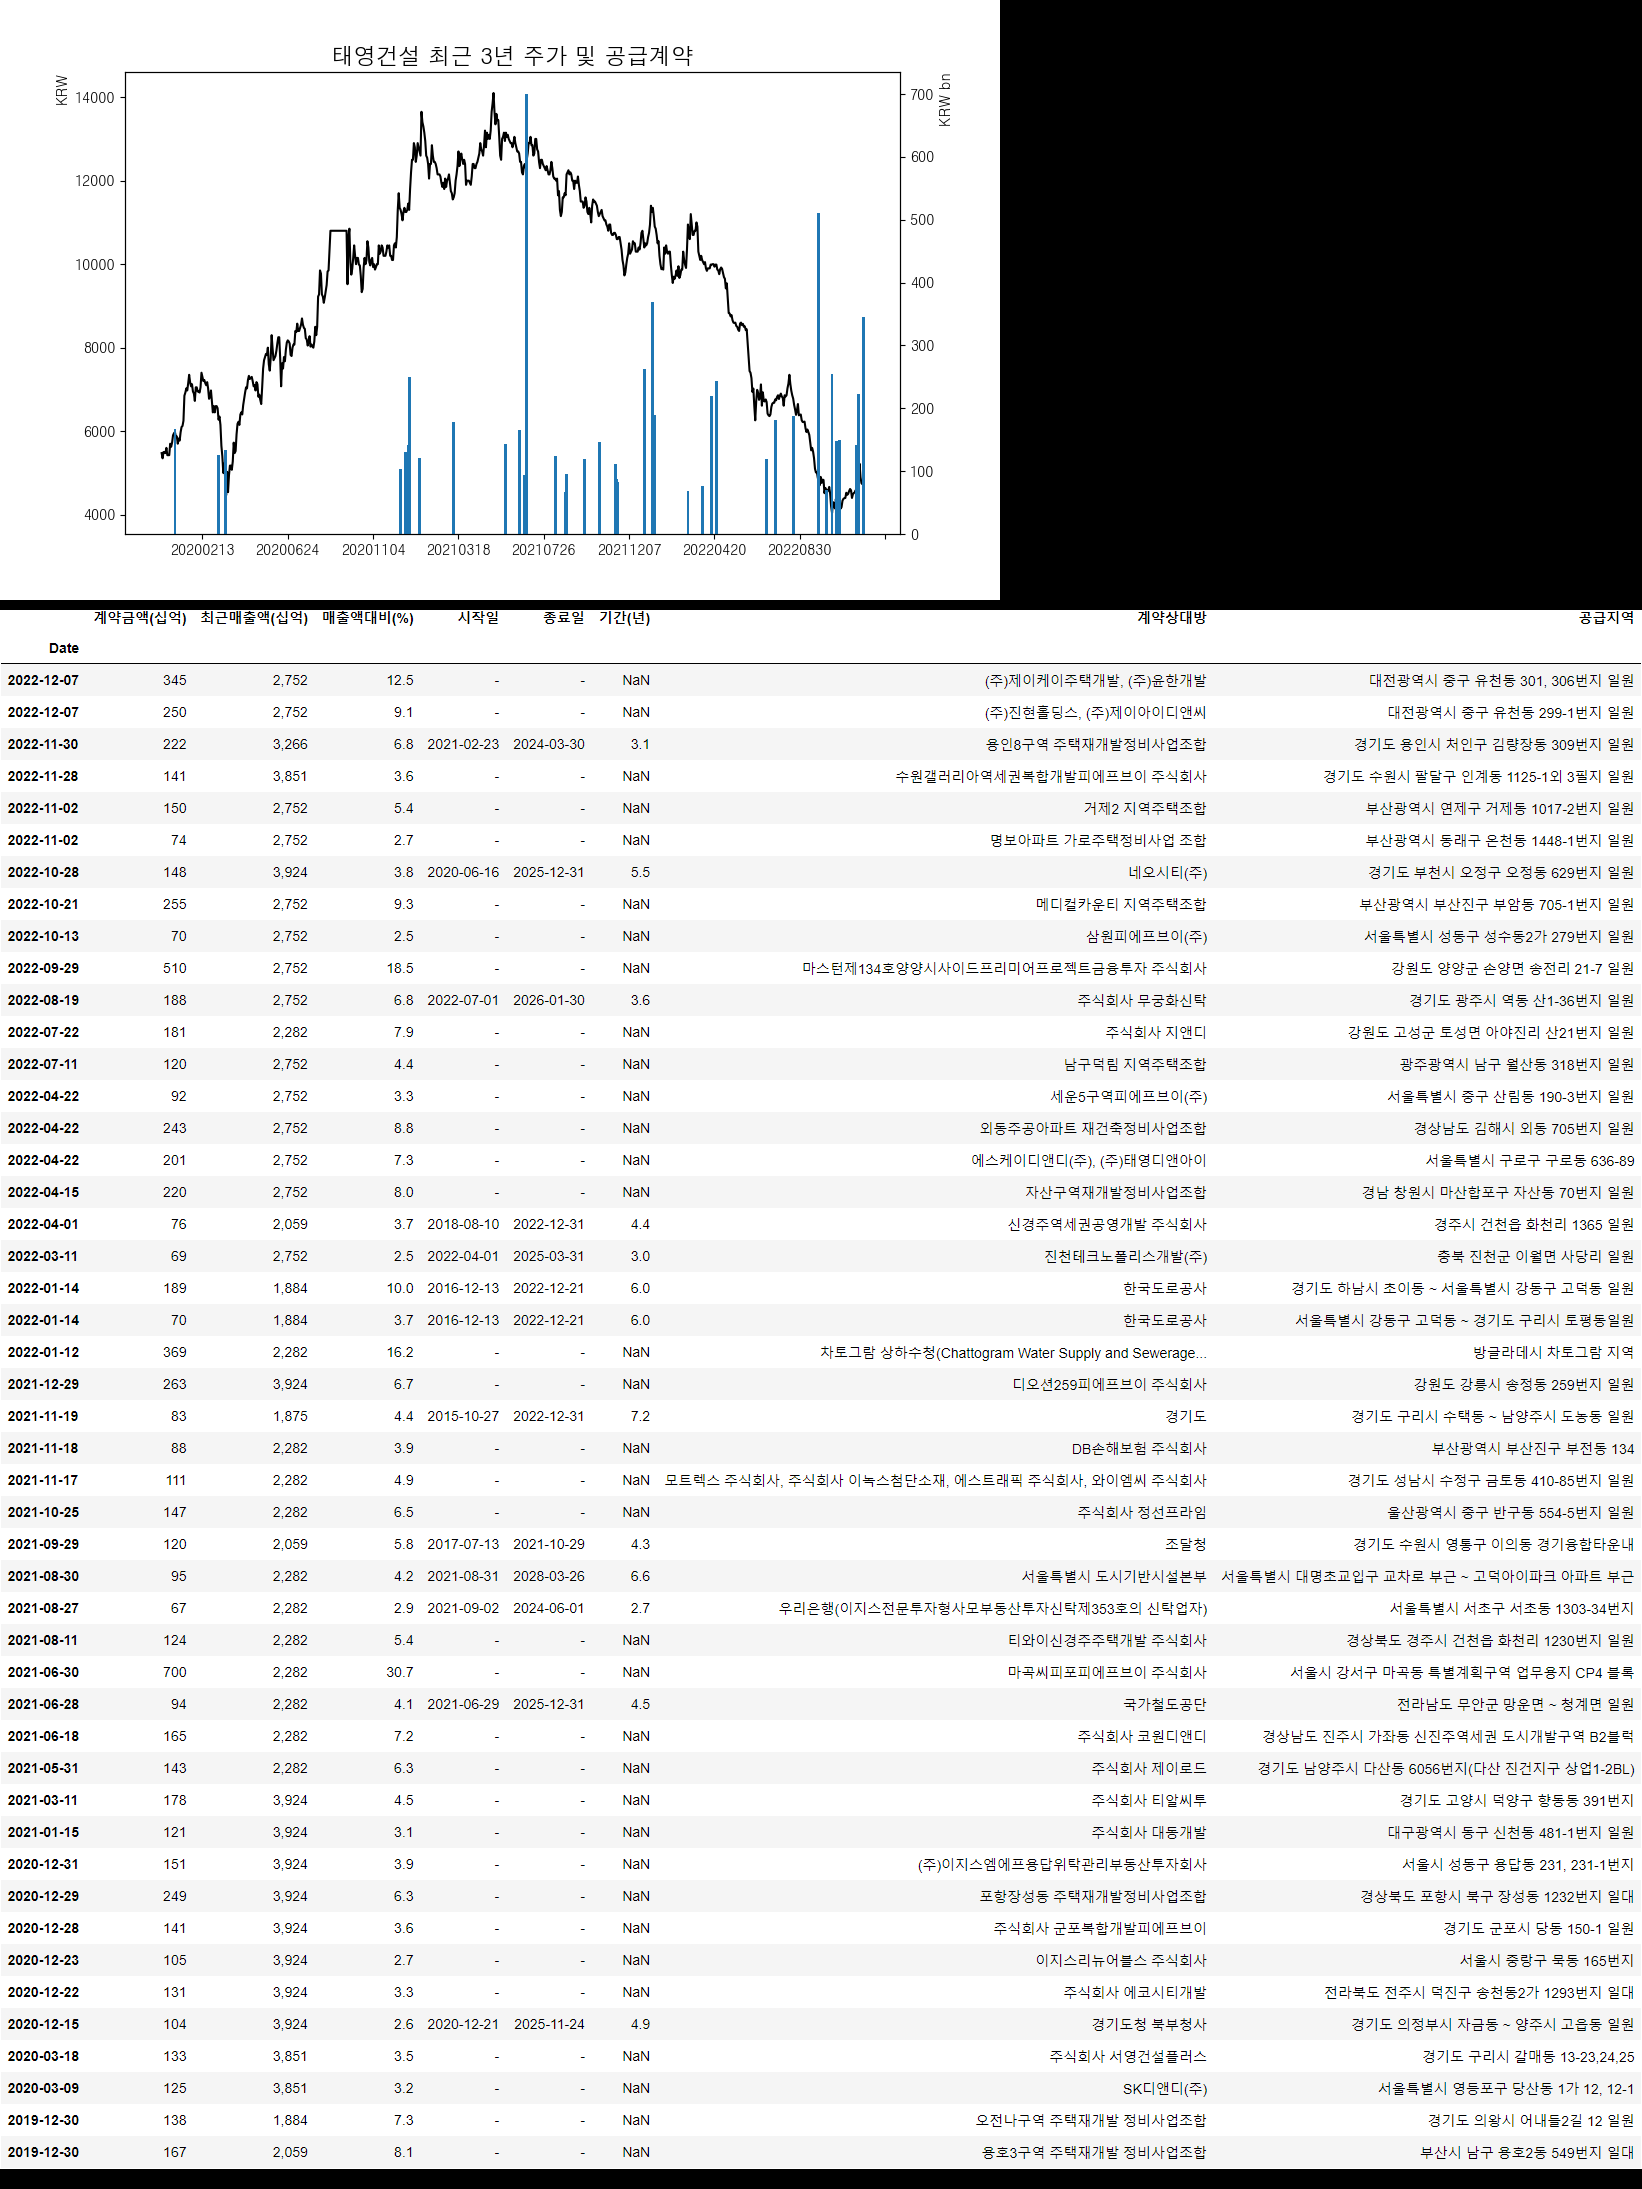 태영건설 최근 3년 주가 및 공급계약
KRW
KRW bn
14000
12000
10000
8000
6000
4000
700
600
500
400
300
200
100
0
20200213 20200624 20201104 20210318 20210726 20211207 20220420 20220830
계약금액(십억) 최근매출액(십억) 매출액대비(%) 시작일 종료일 기간(년) 계약상대방 공급지역
Date
2022-12-07 345 2,752 12.5 - - NaN (주)제이케이주택개발, (주)윤한개발 대전광역시 중구 유천동 301, 306번지 일원
2022-12-07 250 2,752 9.1 - - NaN (주)진현홀딩스, (주)제이아이디앤씨 대전광역시 중구 유천동 299-1번지 일원
2022-11-30 222 3,266 6.8 2021-02-23 2024-03-30 3.1 용인8구역 주택재개발정비사업조합 경기도 용인시 처인구 김량장동 309번지 일원
2022-11-28 141 3,851 3.6 - - NaN 수원갤러리아역세권복합개발피에프브이 주식회사 경기도 수원시 팔달구 인계동 1125-1외 3필지 일원
2022-11-02 150 2,752 5.4 - - NaN 거제2 지역주택조합 부산광역시 연제구 거제동 1017-2번지 일원
2022-11-02 74 2,752 2.7 - - NaN 명보아파트 가로주택정비사업 조합 부산광역시 동래구 온천동 1448-1번지 일원
2022-10-28 148 3,924 3.8 2020-06-16 2025-12-31 5.5 네오시티(주) 경기도 부천시 오정구 오정동 629번지 일원
2022-10-21 255 2,752 9.3 - - NaN 메디컬카운티 지역주택조합 부산광역시 부산진구 부암동 705-1번지 일원
2022-10-13 70 2,752 2.5 - - NaN 삼원피에프브이(주) 서울특별시 성동구 성수동2가 279번지 일원
2022-09-29 510 2,752 18.5 - - NaN 마스턴제134호양양시사이드프리미어프로젝트금융투자 주식회사 강원도 양양군 손양면 송전리 21-7 일원
2022-08-19 188 2,752 6.8 2022-07-01 2026-01-30 3.6 주식회사 무궁화신탁 경기도 광주시 역동 산1-36번지 일원
2022-07-22 181 2,282 7.9 - - NaN 주식회사 지앤디 강원도 고성군 토성면 아야진리 산21번지 일원
2022-07-11 120 2,752 4.4 - - NaN 남구덕림 지역주택조합 광주광역시 남구 월산동 318번지 일원
2022-04-22 92 2,752 3.3 - - NaN 세운5구역피에프브이(주) 서울특별시 중구 산림동 190-3번지 일원
2022-04-22 243 2,752 8.8 - - NaN 외동주공아파트 재건축정비사업조합 경상남도 김해시 외동 705번지 일원
2022-04-22 201 2,752 7.3 - - NaN 에스케이디앤디(주), (주)태영디앤아이 서울특별시 구로구 구로동 636-89
2022-04-15 220 2,752 8.0 - - NaN 자산구역재개발정비사업조합 경남 창원시 마산합포구 자산동 70번지 일원
2022-04-01 76 2,059 3.7 2018-08-10 2022-12-31 4.4 신경주역세권공영개발 주식회사 경주시 건천읍 화천리 1365 일원
2022-03-11 69 2,752 2.5 2022-04-01 2025-03-31 3.0 진천테크노폴리스개발(주) 충북 진천군 이월면 사당리 일원
2022-01-14 189 1,884 10.0 2016-12-13 2022-12-21 6.0 한국도로공사 경기도 하남시 초이동 ~ 서울특별시 강동구 고덕동 일원
2022-01-14 70 1,884 3.7 2016-12-13 2022-12-21 6.0 한국도로공사 서울특별시 강동구 고덕동 ~ 경기도 구리시 토평동일원
2022-01-12 369 2,282 16.2 - - NaN 차토그람 상하수청(Chattogram Water Supply and Sewerage... 방글라데시 차토그람 지역
2021-12-29 263 3,924 6.7 - - NaN 디오션259피에프브이 주식회사 강원도 강릉시 송정동 259번지 일원
2021-11-19 83 1,875 4.4 2015-10-27 2022-12-31 7.2 경기도 경기도 구리시 수택동 ~ 남양주시 도농동 일원
2021-11-18 88 2,282 3.9 - - NaN DB손해보험 주식회사 부산광역시 부산진구 부전동 134
2021-11-17 111 2,282 4.9 - - NaN 모트렉스 주식회사, 주식회사 이녹스첨단소재, 에스트래픽 주식회사, 와이엠씨 주식회사 경기도 성남시 수정구 금토동 410-85번지 일원
2021-10-25 147 2,282 6.5 - - NaN 주식회사 정선프라임 울산광역시 중구 반구동 554-5번지 일원
2021-09-29 120 2,059 5.8 2017-07-13 2021-10-29 4.3 조달청 경기도 수원시 영통구 이의동 경기융합타운내
2021-08-30 95 2,282 4.2 2021-08-31 2028-03-26 6.6 서울특별시 도시기반시설본부 서울특별시 대명초교입구 교차로 부근 ~ 고덕아이파크 아파트 부근
2021-08-27 67 2,282 2.9 2021-09-02 2024-06-01 2.7 우리은행(이지스전문투자형사모부동산투자신탁제353호의 신탁업자) 서울특별시 서초구 서초동 1303-34번지
2021-08-11 124 2,282 5.4 - - NaN 티와이신경주주택개발 주식회사 경상북도 경주시 건천읍 화천리 1230번지 일원
2021-06-30 700 2,282 30.7 - - NaN 마곡씨피포피에프브이 주식회사 서울시 강서구 마곡동 특별계획구역 업무용지 CP4 블록
2021-06-28 94 2,282 4.1 2021-06-29 2025-12-31 4.5 국가철도공단 전라남도 무안군 망운면 ~ 청계면 일원
2021-06-18 165 2,282 7.2 - - NaN 주식회사 코원디앤디 경상남도 진주시 가좌동 신진주역세권 도시개발구역 B2블럭
2021-05-31 143 2,282 6.3 - - NaN 주식회사 제이로드 경기도 남양주시 다산동 6056번지(다산 진건지구 상업1-2BL)
2021-03-11 178 3,924 4.5 - - NaN 주식회사 티알씨투 경기도 고양시 덕양구 향동동 391번지
2021-01-15 121 3,924 3.1 - - NaN 주식회사 대동개발 대구광역시 동구 신천동 481-1번지 일원
2020-12-31 151 3,924 3.9 - - NaN (주)이지스엠에프용답위탁관리부동산투자회사 서울시 성동구 용답동 231, 231-1번지
2020-12-29 249 3,924 6.3 - - NaN 포항장성동 주택재개발정비사업조합 경상북도 포항시 북구 장성동 1232번지 일대
2020-12-28 141 3,924 3.6 - - NaN 주식회사 군포복합개발피에프브이 경기도 군포시 당동 150-1 일원
2020-12-23 105 3,924 2.7 - - NaN 이지스리뉴어블스 주식회사 서울시 중랑구 묵동 165번지
2020-12-22 131 3,924 3.3 - - NaN 주식회사 에코시티개발 전라북도 전주시 덕진구 송천동2가 1293번지 일대
2020-12-15 104 3,924 2.6 2020-12-21 2025-11-24 4.9 경기도청 북부청사 경기도 의정부시 자금동 ~ 양주시 고읍동 일원
2020-03-18 133 3,851 3.5 - - NaN 주식회사 서영건설플러스 경기도 구리시 갈매동 13-23,24,25
2020-03-09 125 3,851 3.2 - - NaN SK디앤디(주) 서울특별시 영등포구 당산동 1가 12, 12-1
2019-12-30 138 1,884 7.3 - - NaN 오전나구역 주택재개발 정비사업조합 경기도 의왕시 어내들2길 12 일원
2019-12-30 167 2,059 8.1 - - NaN 용호3구역 주택재개발 정비사업조합 부산시 남구 용호2동 549번지 일대